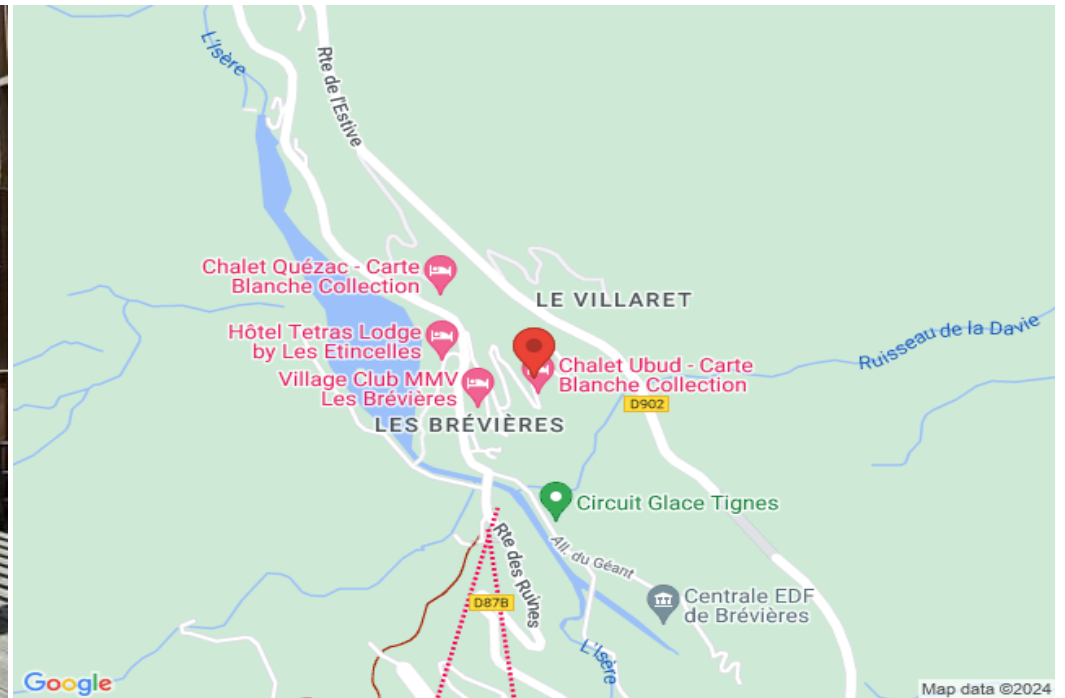 L'Isère
Rte de l'Estive
Chalet Quézac - Carte
Blanche Collection
LE VILLARET
Hôtel Tetras Lodge
by Les Etincelles
Ruisseau de la Davie
Village Club MMV
Les Brévières
Chalet Ubud - Carte
Blanche Collection
D902
LES BRÉVIÈRES
Circuit Glace Tignes
Rte des Ruines
All. du Géant
D87B
Centrale EDF
de Brévières
L'Isère
Google
Map data ©2024